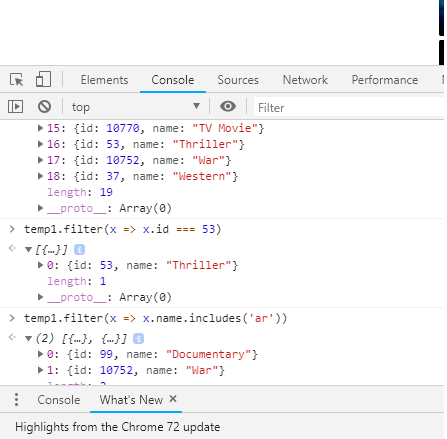 Elements Console Sources Network Performance
top Filter
15: {id: 10770, name: "TV Movie"}
16: {id: 53, name: "Thriller"}
17: {id: 10752, name: "War"}
18: {id: 37, name: "Western"}
length: 19
__proto__: Array(0)
> temp1.filter(x => x.id === 53)
[{…}]
0: {id: 53, name: "Thriller"}
length: 1
__proto__: Array(0)
> temp1.filter(x => x.name.includes('ar'))
(2) [{…}, {…}]
0: {id: 99, name: "Documentary"}
1: {id: 10752, name: "War"}
length: 2
Console What's New ×
Highlights from the Chrome 72 update